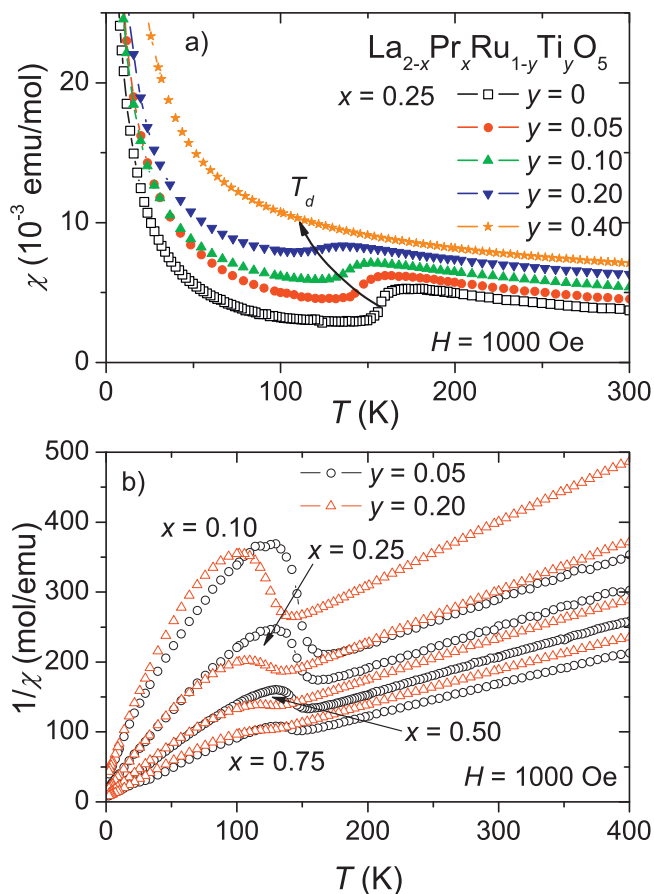 a)
La2-xPrxRu1-yTiyO5
x = 0.25
y = 0
y = 0.05
y = 0.10
y = 0.20
y = 0.40
Td
H = 1000 Oe
χ (10-3 emu/mol)
20
10
0
0 100 200 300
T (K)
b)
y = 0.05
y = 0.20
x = 0.10
x = 0.25
x = 0.50
x = 0.75
H = 1000 Oe
1/χ (mol/emu)
500
400
300
200
100
0
0 100 200 300 400
T (K)